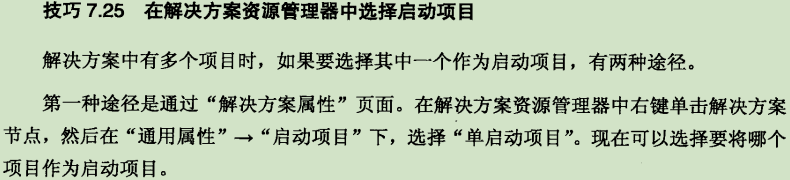 技巧 7.25 在解决方案资源管理器中选择启动项目
解决方案中有多个项目时，如果要选择其中一个作为启动项目，有两种途径。
第一种途径是通过“解决方案属性”页面。在解决方案资源管理器中右键单击解决方案
节点，然后在“通用属性”→“启动项目”下，选择“单启动项目”。现在可以选择要将哪个
项目作为启动项目。